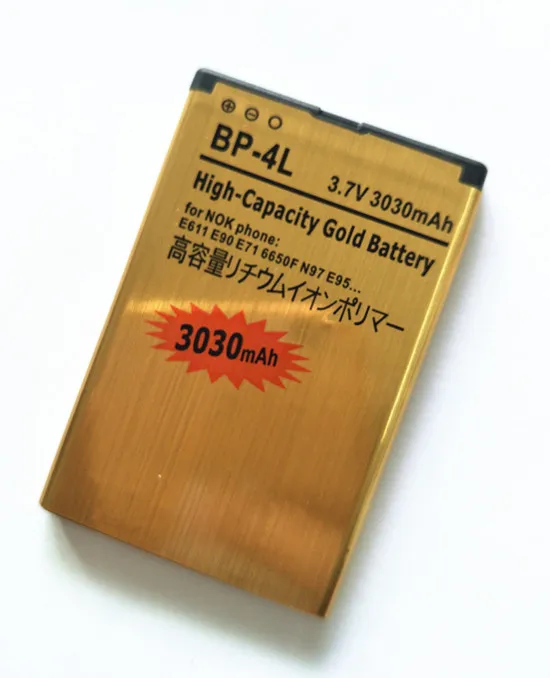 ⊕ ⊖ ○
BP-4L 3.7V 3030mAh
High-Capacity Gold Battery
for NOK phone:
E611 E90 E71 6650F N97 E95...
高容量リチウムイオンポリマー
3030mAh